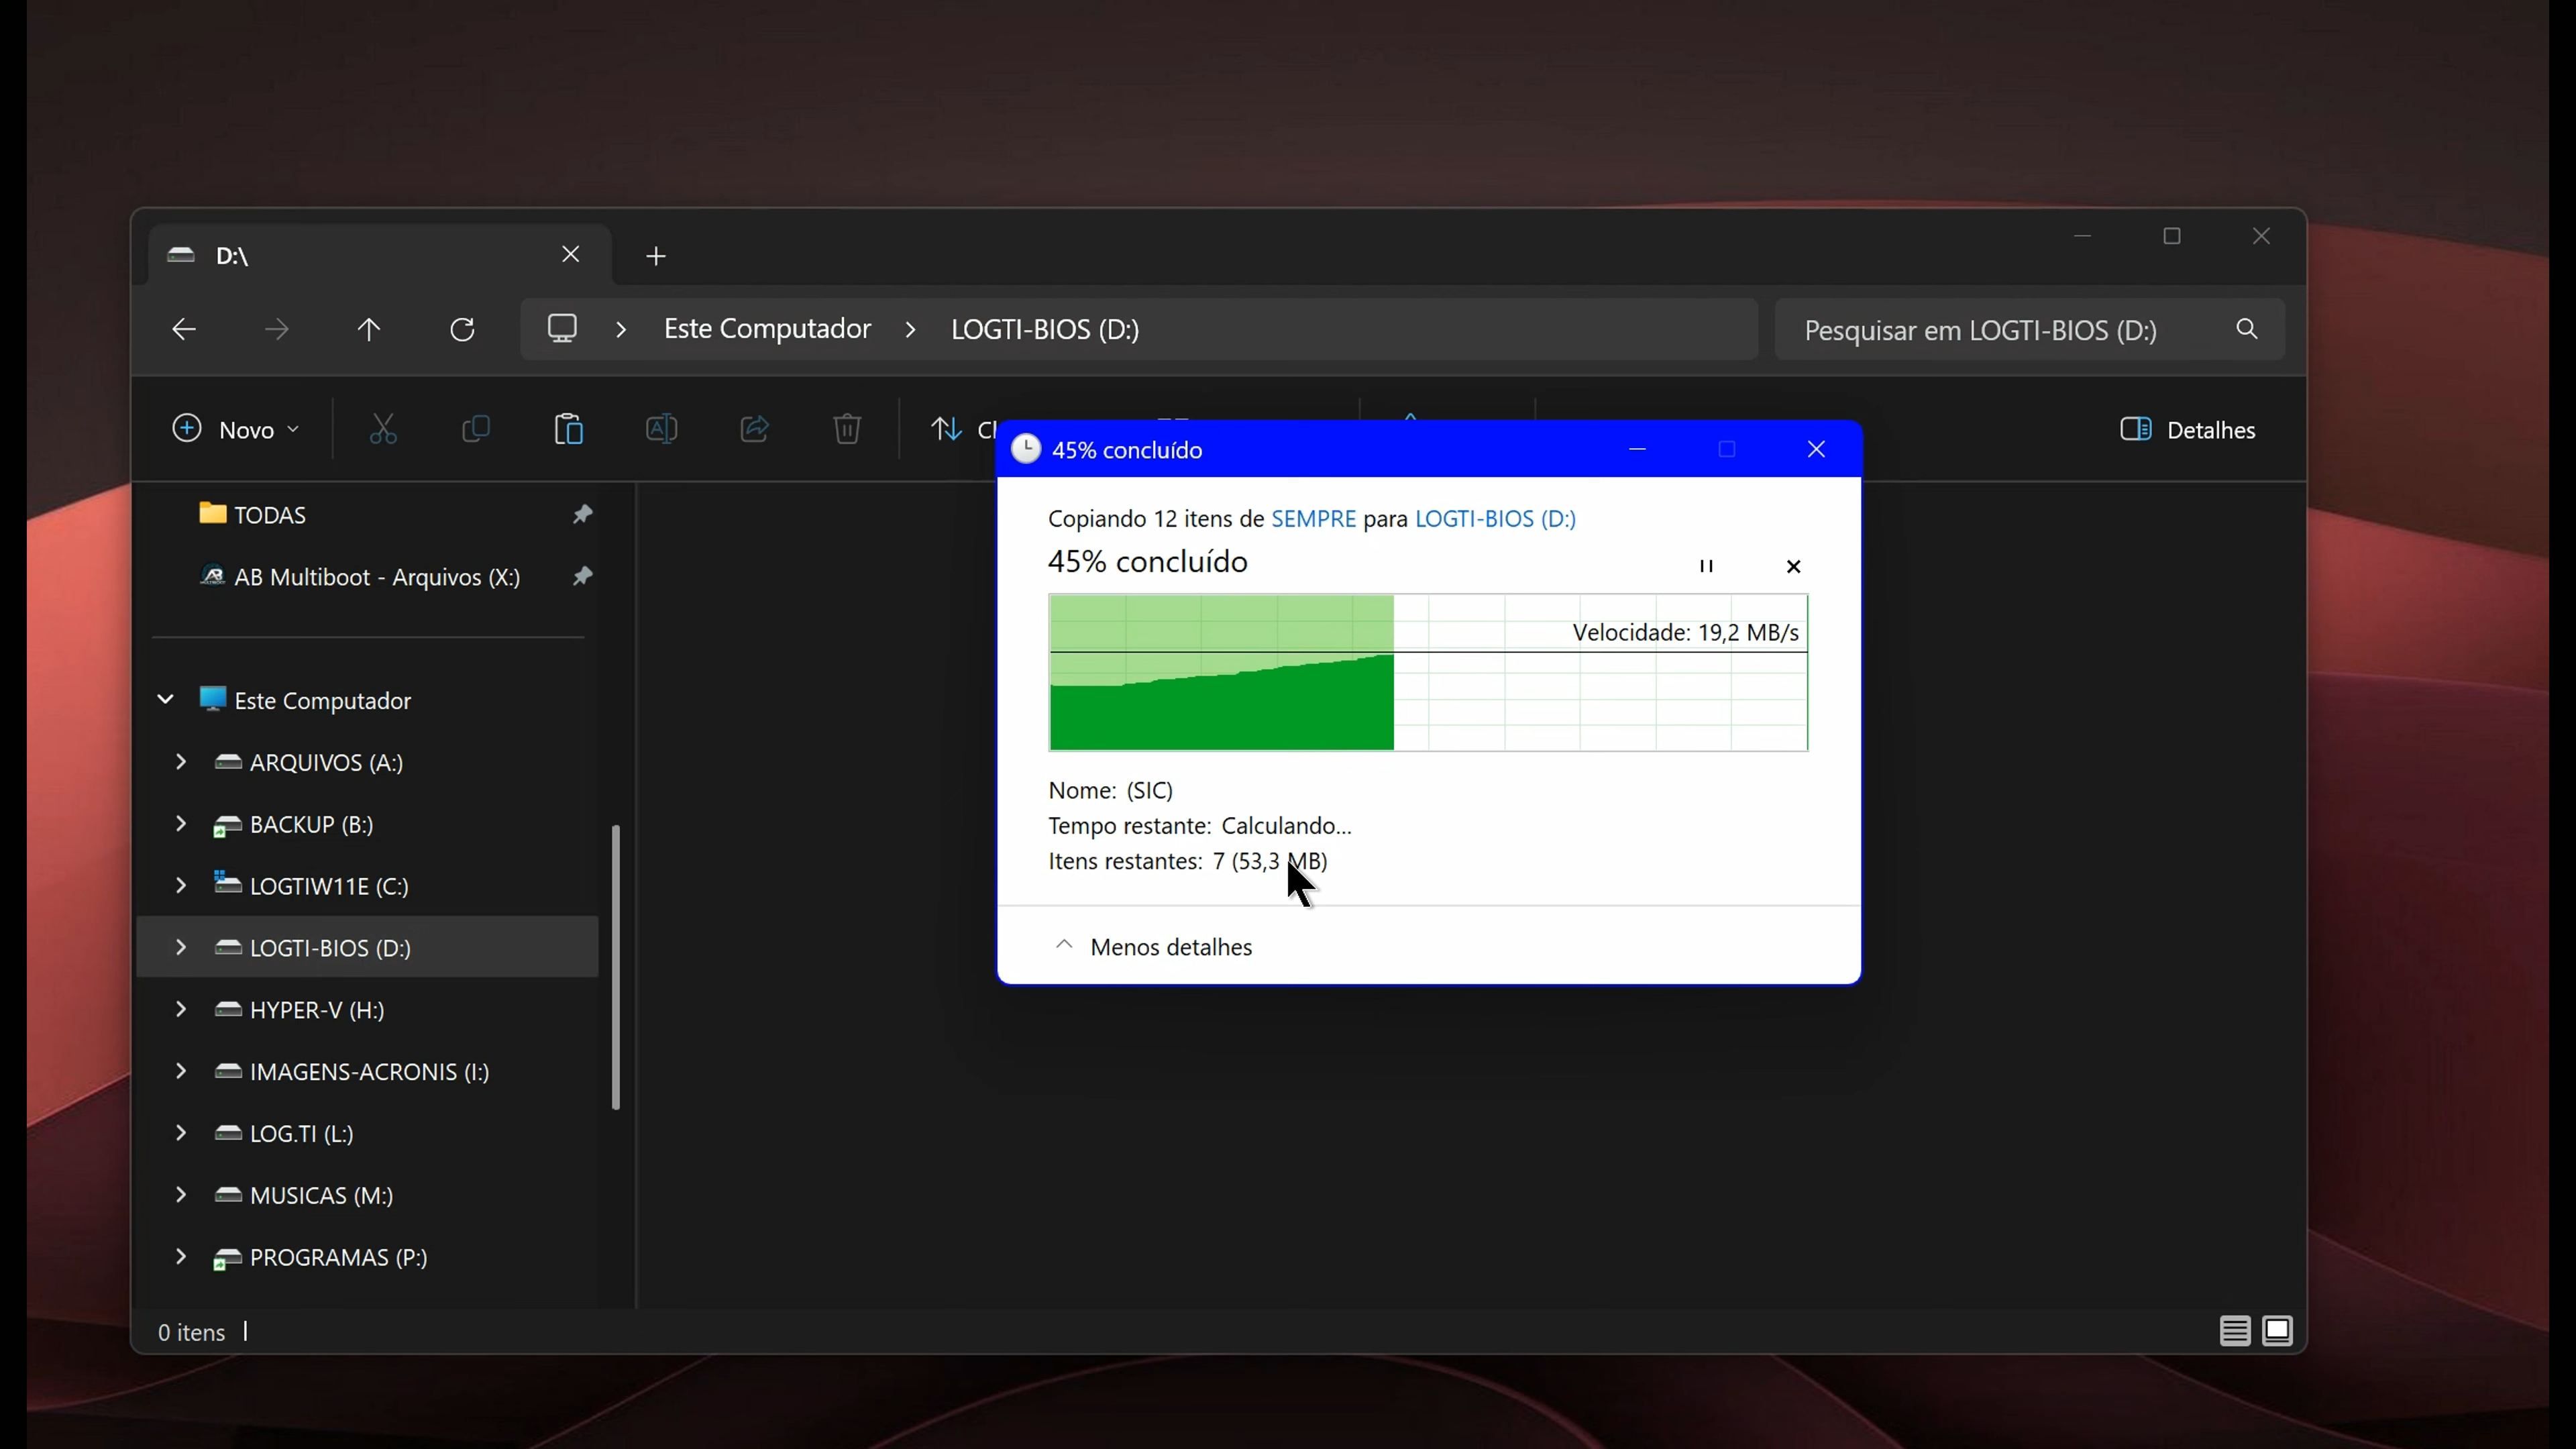 D:\
Este Computador > LOGTI-BIOS (D:)
Pesquisar em LOGTI-BIOS (D:)
Novo
Detalhes
TODAS
AB Multiboot - Arquivos (X:)
Este Computador
ARQUIVOS (A:)
BACKUP (B:)
LOGTIW11E (C:)
LOGTI-BIOS (D:)
HYPER-V (H:)
IMAGENS-ACRONIS (I:)
LOG.TI (L:)
MUSICAS (M:)
PROGRAMAS (P:)
0 itens
45% concluído
Copiando 12 itens de SEMPRE para LOGTI-BIOS (D:)
45% concluído
Velocidade: 19,2 MB/s
Nome: (SIC)
Tempo restante: Calculando...
Itens restantes: 7 (53,3 MB)
Menos detalhes